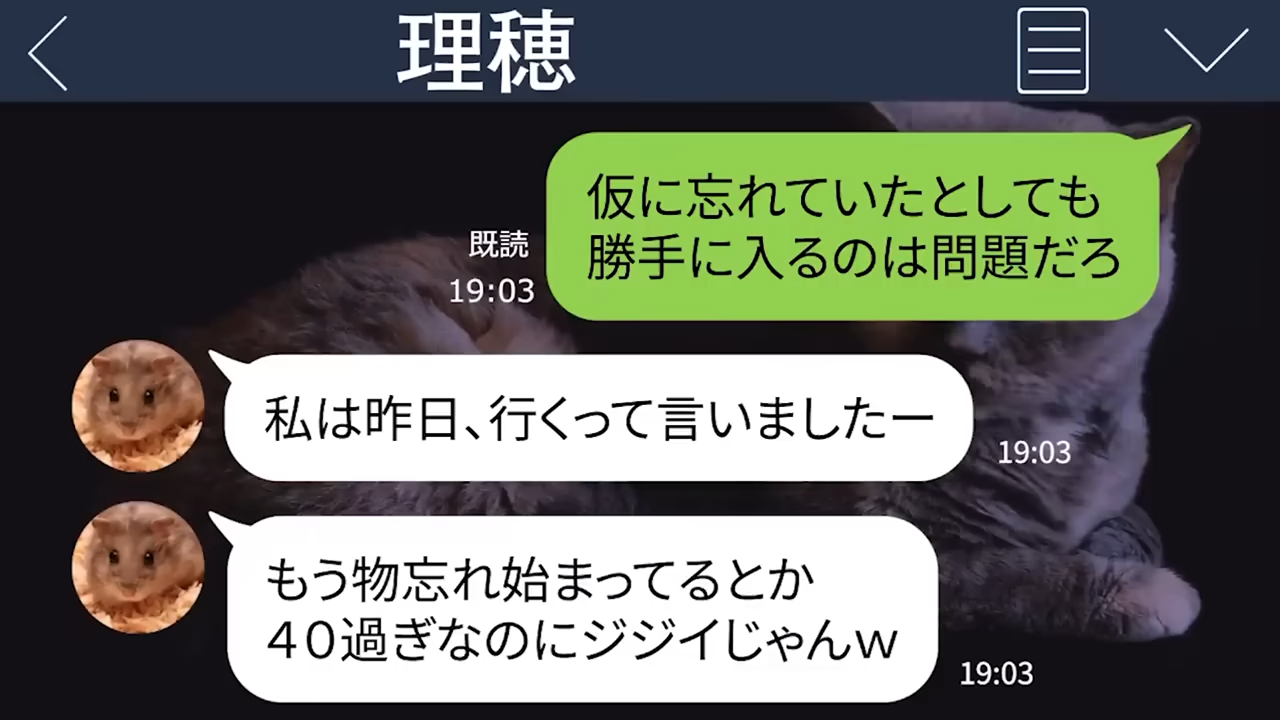 理穂
仮に忘れていたとしても
勝手に入るのは問題だろ
既読
19:03
私は昨日、行くって言いましたー
19:03
もう物忘れ始まってるとか
４０過ぎなのにジジイじゃんｗ
19:03